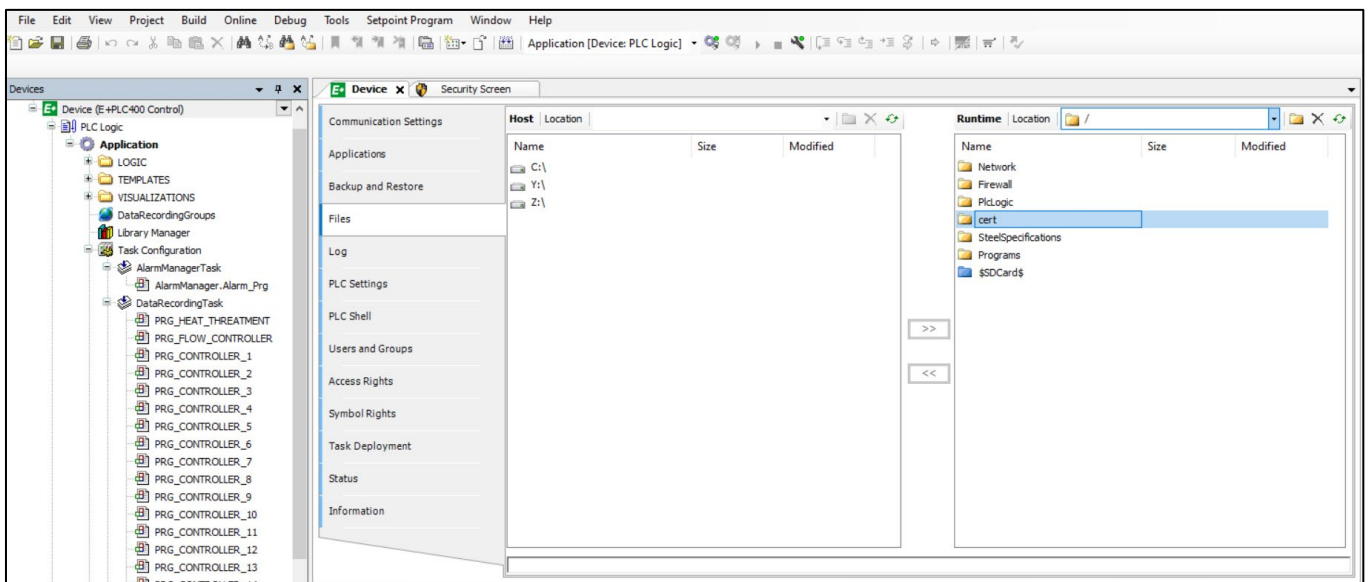 File Edit View Project Build Online Debug Tools Setpoint Program Window Help
Application [Device: PLC Logic]
Devices
Device (E+PLC400 Control)
PLC Logic
Application
LOGIC
TEMPLATES
VISUALIZATIONS
DataRecordingGroups
Library Manager
Task Configuration
AlarmManagerTask
AlarmManager.Alarm_Prg
DataRecordingTask
PRG_HEAT_THREATMENT
PRG_FLOW_CONTROLLER
PRG_CONTROLLER_1
PRG_CONTROLLER_2
PRG_CONTROLLER_3
PRG_CONTROLLER_4
PRG_CONTROLLER_5
PRG_CONTROLLER_6
PRG_CONTROLLER_7
PRG_CONTROLLER_8
PRG_CONTROLLER_9
PRG_CONTROLLER_10
PRG_CONTROLLER_11
PRG_CONTROLLER_12
PRG_CONTROLLER_13
Device Security Screen
Communication Settings
Applications
Backup and Restore
Files
Log
PLC Settings
PLC Shell
Users and Groups
Access Rights
Symbol Rights
Task Deployment
Status
Information
Host Location
Name Size Modified
C:\
Y:\
Z:\
>>
<<
Runtime Location /
Name Size Modified
Network
Firewall
PlcLogic
cert
SteelSpecifications
Programs
$SDCard$